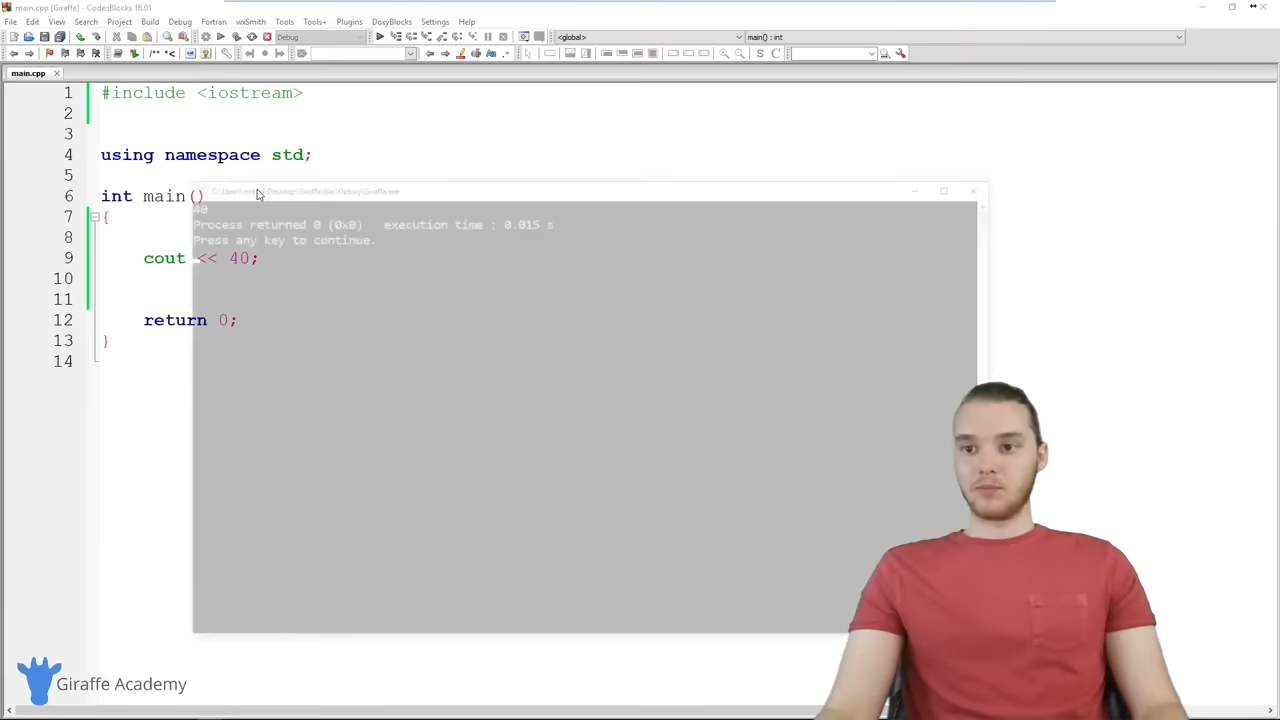 main.cpp [Giraffe] - Code::Blocks 16.01
File Edit View Search Project Build Debug Fortran wxSmith Tools Tools+ Plugins DoxyBlocks Settings Help
Debug
<global>
main() : int
main.cpp
1 #include <iostream>
2
3
4 using namespace std;
5
6 int main()
7 {
8
9 cout << 40;
10
11
12 return 0;
13 }
14
40
Process returned 0 (0x0) execution time : 0.015 s
Press any key to continue.
Giraffe Academy